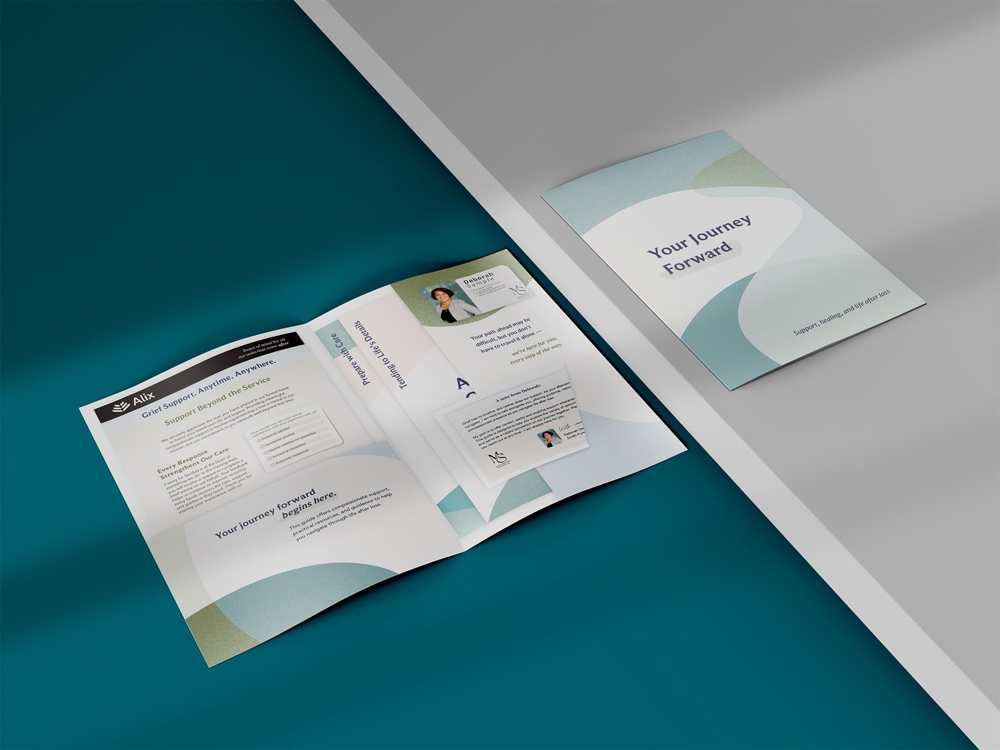 Alix
Peace of mind for all
the tasks that come after
Grief Support. Anytime. Anywhere.
Support Beyond the Service
We sincerely appreciate the trust you have placed in our funeral home
to honor your loved one's life and legacy. Providing meaningful,
compassionate support to families experiencing a loss is central to our
mission, but our commitment to you extends well beyond that time.
Every Response
Strengthens Our Care
Caring for families is at the heart of
everything we do. In the coming days,
you will receive a request to complete a
brief survey on our behalf. Your feedback
helps us continue to improve, ensuring
every family receives the care, support,
and guidance they need. Thank you for
sharing your experience with us.
How would you rate your overall
satisfaction with your experience with us?
Extremely satisfied
Somewhat satisfied
Neither satisfied nor dissatisfied
Somewhat dissatisfied
Extremely dissatisfied
Your journey forward
begins here.
This guide offers compassionate support,
practical resources, and guidance to help
you navigate through life after loss.
Prepare with Care
Tending to Life's Details
Deborah
Sample
123 Anywhere St., Any City
MS
Your path ahead may be
difficult, but you don't
have to travel it alone —
we're here for you,
every step of the way.
A
A note from Deborah:
Grief has no timeline, and neither does our support. As your aftercare
navigator, I am here to walk alongside you, offering guidance, resou
compassionate presence as you navigate life after loss.
My goal is to offer comfort, clarity and ongoing support whenever
This guide is designed to help you explore the variety of resourc
and serve as a helpful companion on our journey together. Plea
can reach out at any time—I am always here for you.
With care
Deborah Sa
Smith Fune
MS
Your Journey
Forward
Support, healing, and life after loss